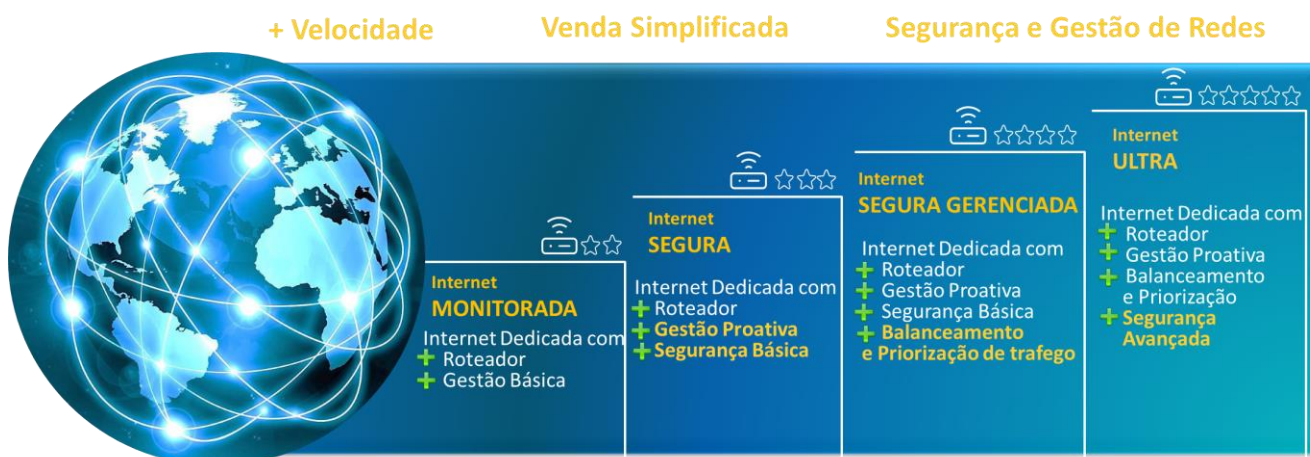 + Velocidade
Venda Simplificada
Segurança e Gestão de Redes
Internet
MONITORADA
Internet Dedicada com
+ Roteador
+ Gestão Básica
Internet
SEGURA
Internet Dedicada com
+ Roteador
+ Gestão Proativa
+ Segurança Básica
Internet
SEGURA GERENCIADA
Internet Dedicada com
+ Roteador
+ Gestão Proativa
+ Segurança Básica
+ Balanceamento
e Priorização de trafego
Internet
ULTRA
Internet Dedicada com
+ Roteador
+ Gestão Proativa
+ Balanceamento
e Priorização
+ Segurança
Avançada